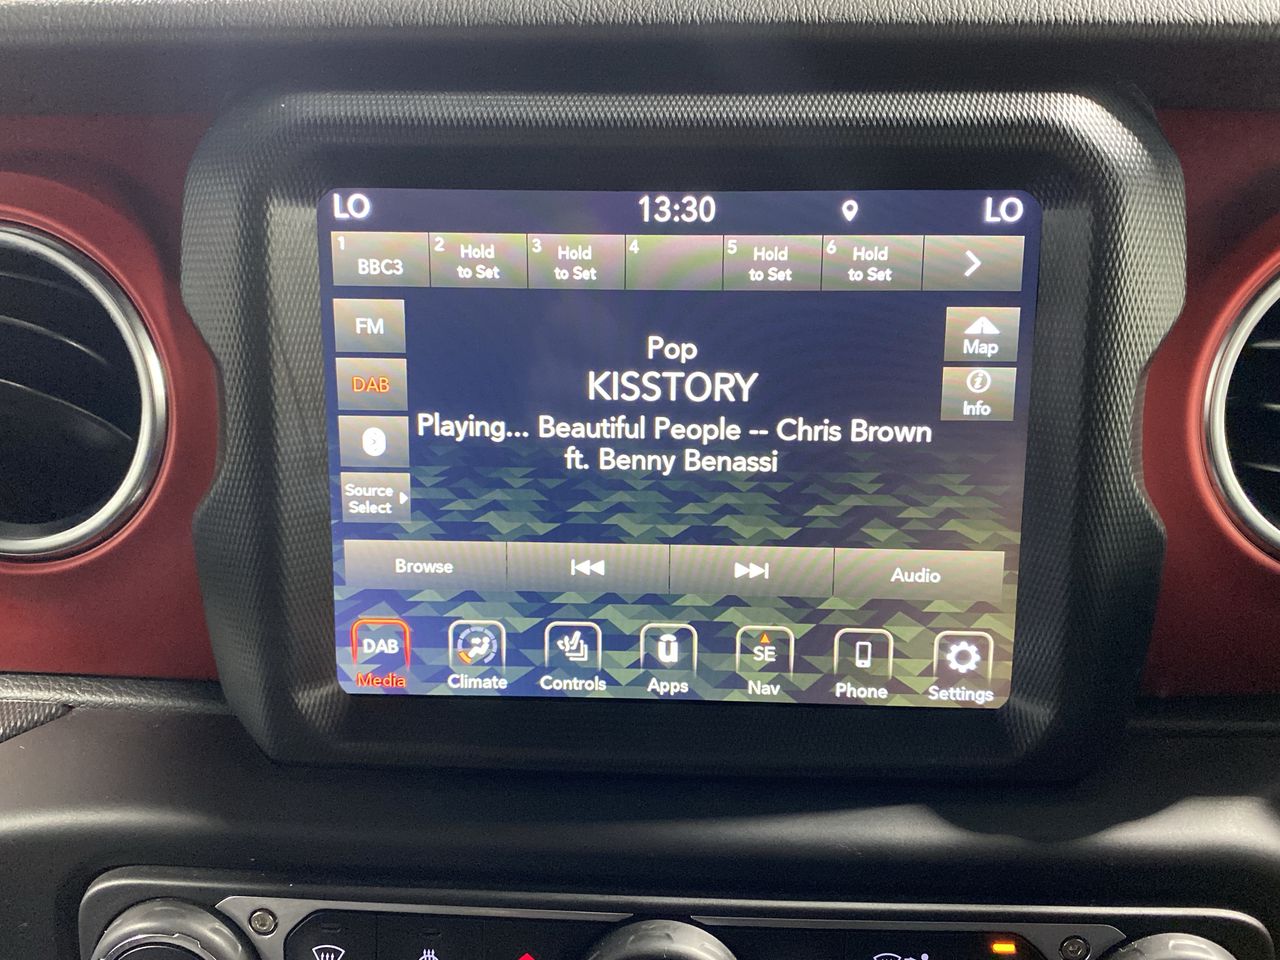 LO 13:30 LO
1 BBC3
2 Hold to Set
3 Hold to Set
4
5 Hold to Set
6 Hold to Set
FM
DAB
Source
Select
Map
Info
Pop
KISSTORY
Playing... Beautiful People -- Chris Brown
ft. Benny Benassi
Browse
Audio
DAB
Media
Climate
Controls
Apps
SE
Nav
Phone
Settings